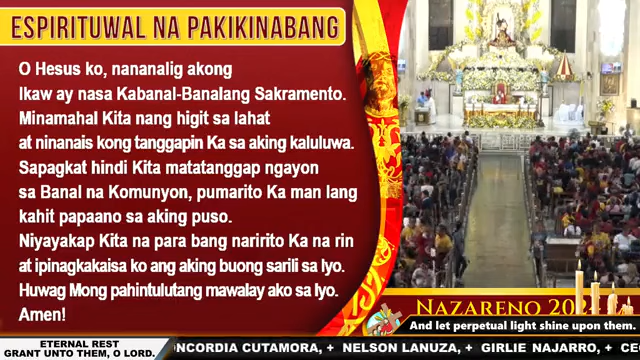 ESPIRITUWAL NA PAKIKINABANG
O Hesus ko, nananalig akong
Ikaw ay nasa Kabanal-Banalang Sakramento.
Minamahal Kita nang higit sa lahat
at ninanais kong tanggapin Ka sa aking kaluluwa.
Sapagkat hindi Kita matatanggap ngayon
sa Banal na Komunyon, pumarito Ka man lang
kahit papaano sa aking puso.
Niyayakap Kita na para bang naririto Ka na rin
at ipinagkakaisa ko ang aking buong sarili sa Iyo.
Huwag Mong pahintulutang mawalay ako sa Iyo.
Amen!
NAZARENO
And let perpetual light shine upon them.
ETERNAL REST
GRANT UNTO THEM, O LORD.
ONCORDIA CUTAMORA, + NELSON LANUZA, + GIRLIE NAJARRO, + CE